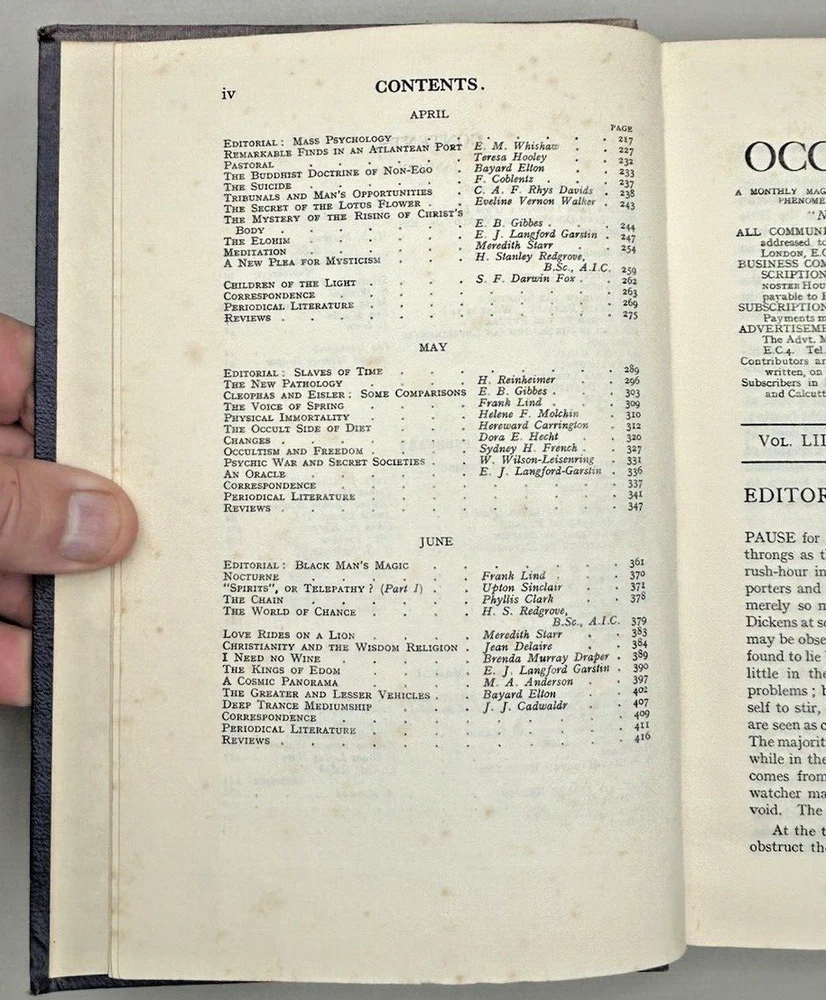 iv CONTENTS.
APRIL
PAGE
EDITORIAL: MASS PSYCHOLOGY 217
REMARKABLE FINDS IN AN ATLANTEAN PORT E. M. Whishaw 227
PASTORAL Teresa Hooley 232
THE BUDDHIST DOCTRINE OF NON-EGO Bayard Elton 233
THE SUICIDE F. Coblentz 237
TRIBUNALS AND MAN'S OPPORTUNITIES C. A. F. Rhys Davids 238
THE SECRET OF THE LOTUS FLOWER Eveline Vernon Walker 243
THE MYSTERY OF THE RISING OF CHRIST'S
BODY E. B. Gibbes 244
THE ELOHIM E. J. Langford Garstin 247
MEDITATION Meredith Starr 254
A NEW PLEA FOR MYSTICISM H. Stanley Redgrove,
B.Sc., A.I.C. 259
CHILDREN OF THE LIGHT S. F. Darwin Fox 262
CORRESPONDENCE 263
PERIODICAL LITERATURE 269
REVIEWS 275
MAY
EDITORIAL: SLAVES OF TIME 289
THE NEW PATHOLOGY H. Reinheimer 296
CLEOPHAS AND EISLER: SOME COMPARISONS E. B. Gibbes 303
THE VOICE OF SPRING Frank Lind 309
PHYSICAL IMMORTALITY Helene F. Molchin 310
THE OCCULT SIDE OF DIET Hereward Carrington 312
CHANGES Dora E. Hecht 320
OCCULTISM AND FREEDOM Sydney H. French 327
PSYCHIC WAR AND SECRET SOCIETIES W. Wilson-Leisenring 331
AN ORACLE E. J. Langford-Garstin 336
CORRESPONDENCE 337
PERIODICAL LITERATURE 341
REVIEWS 347
JUNE
EDITORIAL: BLACK MAN'S MAGIC 361
NOCTURNE Frank Lind 370
"SPIRITS", OR TELEPATHY? (Part I) Upton Sinclair 371
THE CHAIN Phyllis Clark 378
THE WORLD OF CHANCE H. S. Redgrove,
B.Sc., A.I.C. 379
LOVE RIDES ON A LION Meredith Starr 383
CHRISTIANITY AND THE WISDOM RELIGION Jean Delaire 384
I NEED NO WINE Brenda Murray Draper 389
THE KINGS OF EDOM E. J. Langford Garstin 390
A COSMIC PANORAMA M. A. Anderson 397
THE GREATER AND LESSER VEHICLES Bayard Elton 402
DEEP TRANCE MEDIUMSHIP J. J. Cadwaldr 407
CORRESPONDENCE 409
PERIODICAL LITERATURE 411
REVIEWS 416
OCC
A MONTHLY MAG
PHENOME
"N
ALL COMMUNI
addressed to
LONDON, E.C
BUSINESS COM
SCRIPTION
NOSTER HOU
payable to
SUBSCRIPTION
Payments m
ADVERTISEME
The Advt. M
E.C.4. Tel
Contributors ar
written, on
Subscribers in
and Calcutt
VOL. LII
EDITOR
PAUSE for
throngs as t
rush-hour in
porters and
merely so n
Dickens at so
may be obse
found to lie
little in the
problems; b
self to stir,
are seen as c
The majorit
while in the
comes from
watcher ma
void. The
At the t
obstruct th